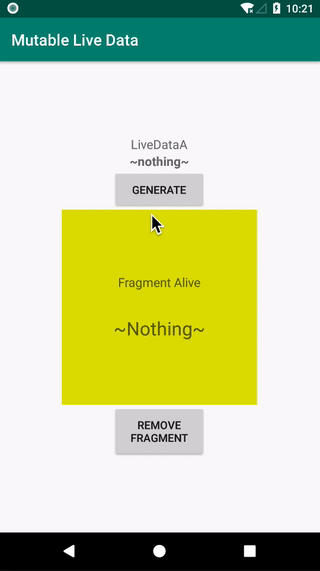 10:21
Mutable Live Data
LiveDataA
~nothing~
GENERATE
Fragment Alive
~Nothing~
REMOVE
FRAGMENT